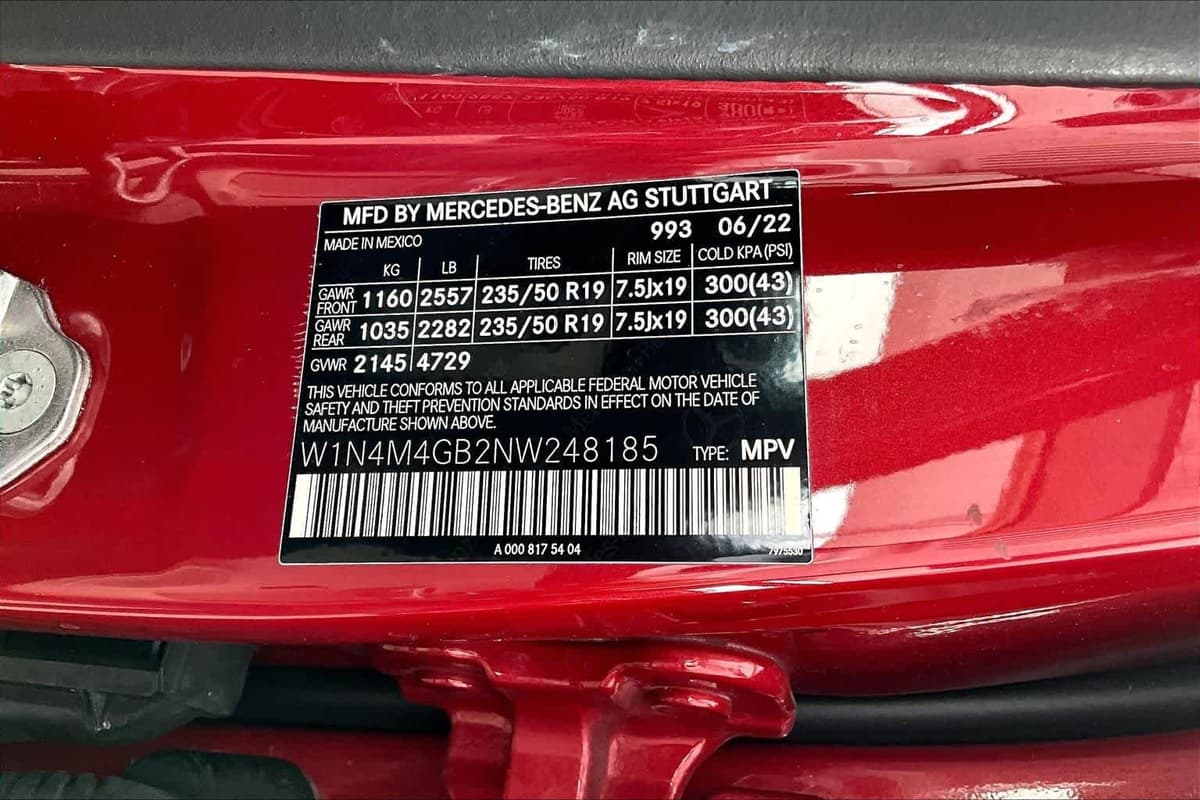 MFD BY MERCEDES-BENZ AG STUTTGART
MADE IN MEXICO 993 06/22
KG LB TIRES RIM SIZE COLD KPA (PSI)
GAWR FRONT 1160 2557 235/50 R19 7.5Jx19 300(43)
GAWR REAR 1035 2282 235/50 R19 7.5Jx19 300(43)
GVWR 2145 4729
THIS VEHICLE CONFORMS TO ALL APPLICABLE FEDERAL MOTOR VEHICLE
SAFETY AND THEFT PREVENTION STANDARDS IN EFFECT ON THE DATE OF
MANUFACTURE SHOWN ABOVE.
W1N4M4GB2NW248185 TYPE: MPV
A 000 817 54 04 7975530